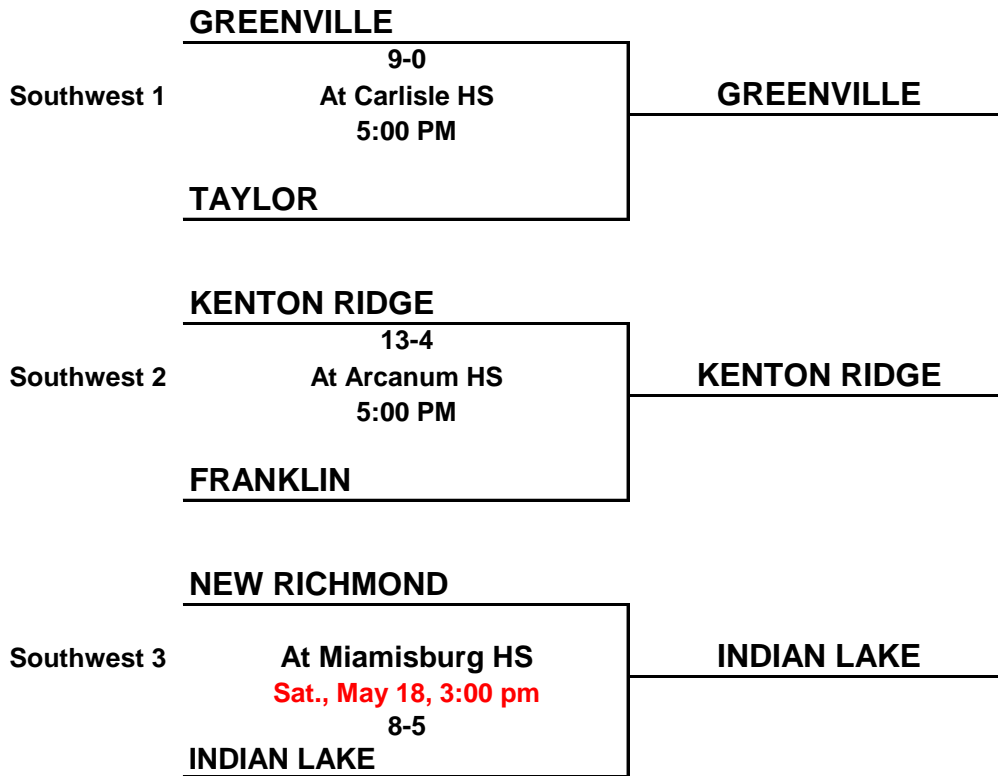 GREENVILLE
9-0
Southwest 1 At Carlisle HS GREENVILLE
5:00 PM
TAYLOR
KENTON RIDGE
13-4
Southwest 2 At Arcanum HS KENTON RIDGE
5:00 PM
FRANKLIN
NEW RICHMOND
Southwest 3 At Miamisburg HS INDIAN LAKE
Sat., May 18, 3:00 pm
8-5
INDIAN LAKE